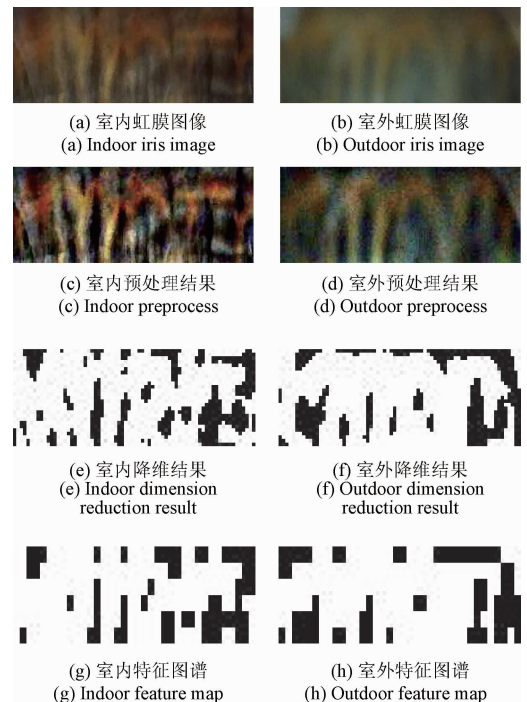 (a) 室内虹膜图像
(a) Indoor iris image
(b) 室外虹膜图像
(b) Outdoor iris image
(c) 室内预处理结果
(c) Indoor preprocess
(d) 室外预处理结果
(d) Outdoor preprocess
(e) 室内降维结果
(e) Indoor dimension
reduction result
(f) 室外降维结果
(f) Outdoor dimension
reduction result
(g) 室内特征图谱
(g) Indoor feature map
(h) 室外特征图谱
(h) Outdoor feature map